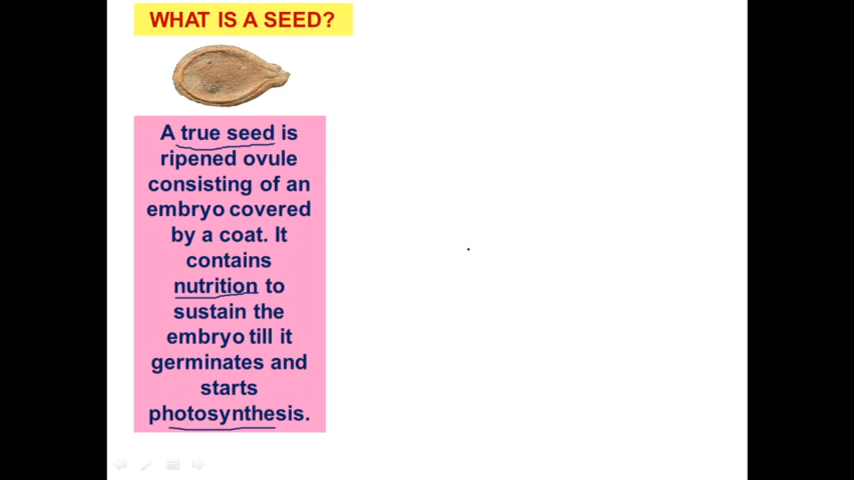 WHAT IS A SEED?
A true seed is
ripened ovule
consisting of an
embryo covered
by a coat. It
contains
nutrition to
sustain the
embryo till it
germinates and
starts
photosynthesis.